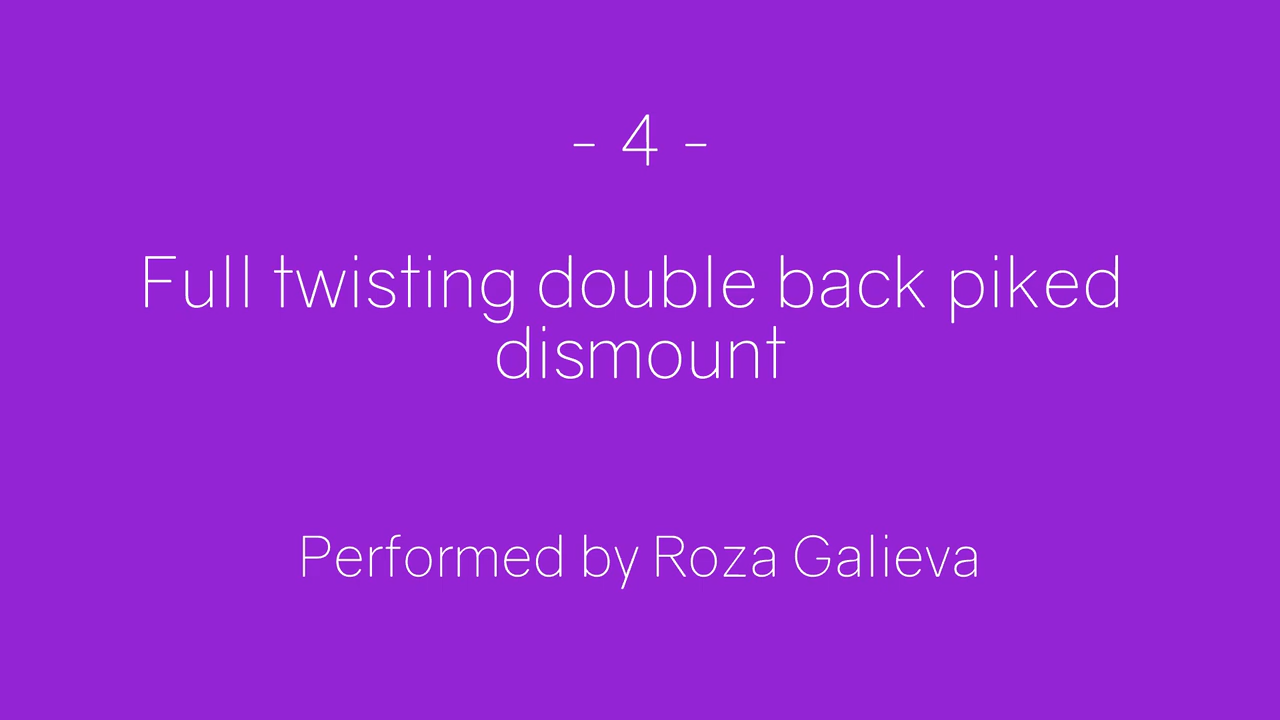 - 4 -
Full twisting double back piked
dismount
Performed by Roza Galieva